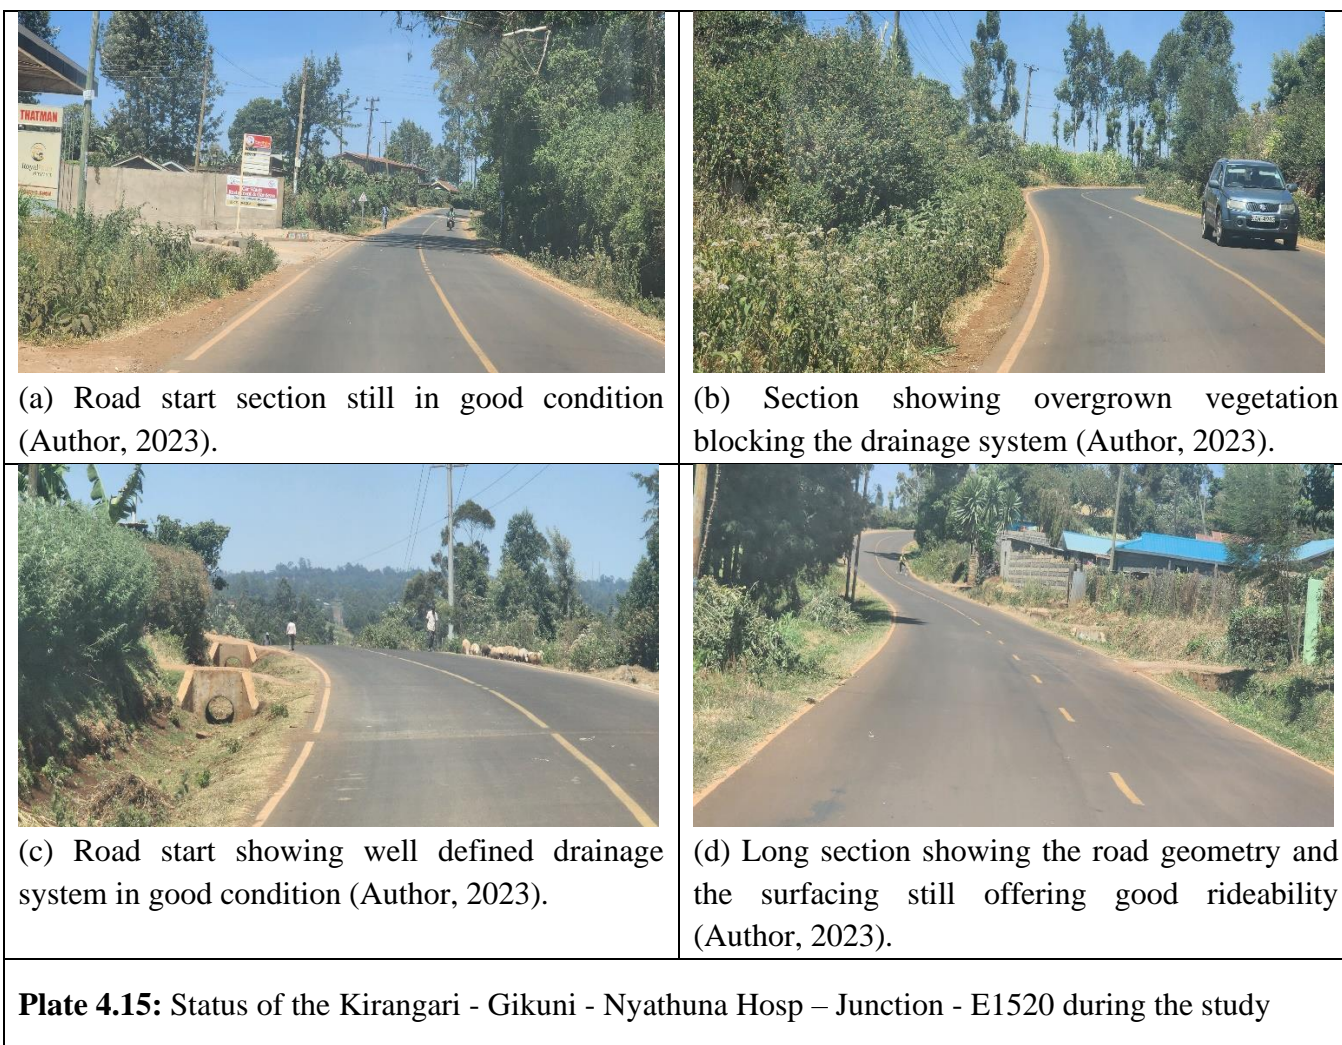 THATMAN
(a) Road start section still in good condition
(Author, 2023).
(b) Section showing overgrown vegetation
blocking the drainage system (Author, 2023).
(c) Road start showing well defined drainage
system in good condition (Author, 2023).
(d) Long section showing the road geometry and
the surfacing still offering good rideability
(Author, 2023).
Plate 4.15: Status of the Kirangari - Gikuni - Nyathuna Hosp – Junction - E1520 during the study